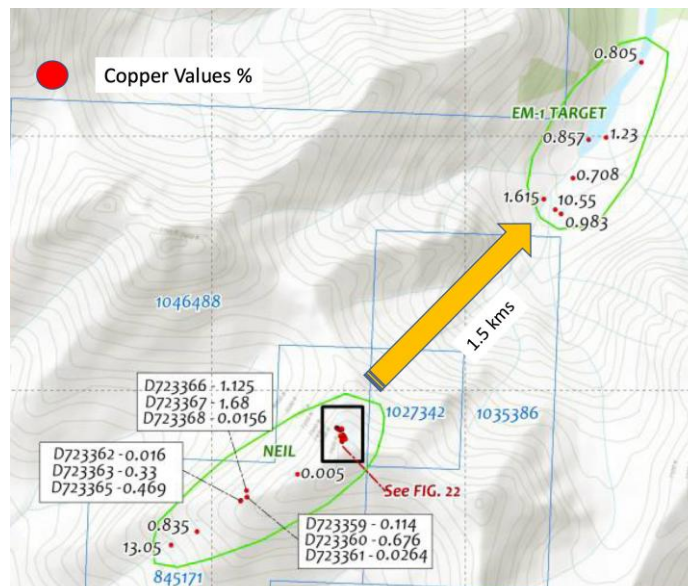 Copper Values %
0.805
EM-1 TARGET
0.857
1.23
0.708
1.615
10.55
0.983
1.5 kms
1046488
D723366 - 1.125
D723367 - 1.68
D723368 - 0.0156
1027342
1035386
D723362 - 0.016
D723363 - 0.33
D723365 - 0.469
NEIL
0.005
See FIG. 22
D723359 - 0.114
D723360 - 0.676
D723361 - 0.0264
0.835
13.05
845171